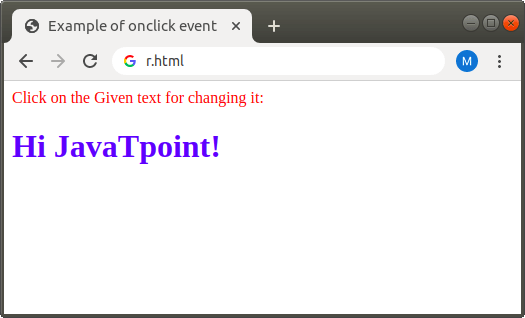 Example of onclick event
r.html
M
Click on the Given text for changing it:
Hi JavaTpoint!